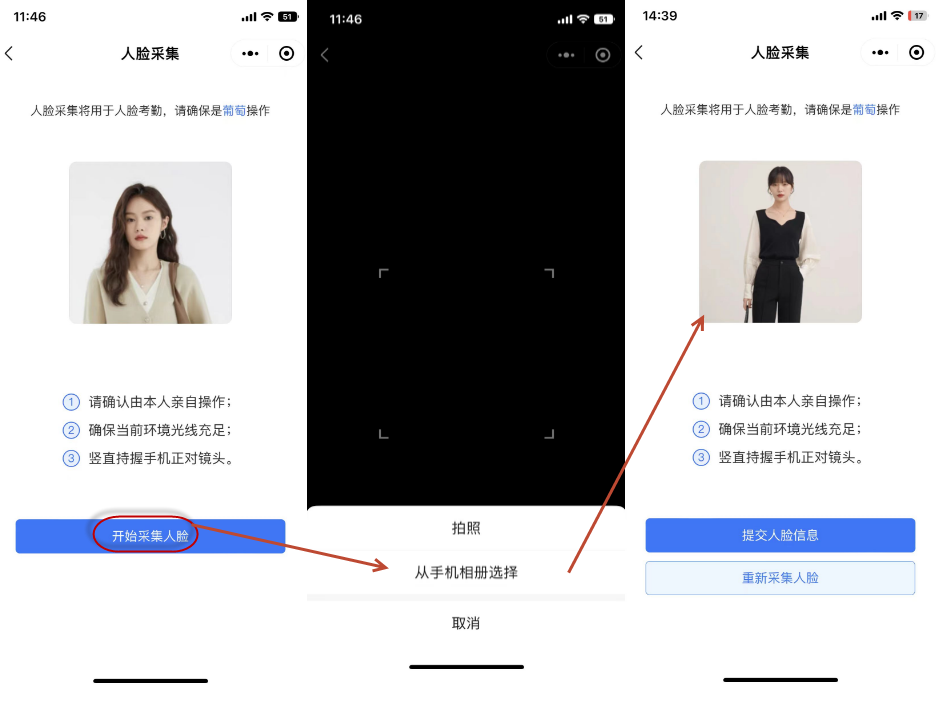 11:46
51
人脸采集
人脸采集将用于人脸考勤，请确保是葡萄操作
1 请确认由本人亲自操作；
2 确保当前环境光线充足；
3 竖直持握手机正对镜头。
开始采集人脸
11:46
51
拍照
从手机相册选择
取消
14:39
17
人脸采集
人脸采集将用于人脸考勤，请确保是葡萄操作
1 请确认由本人亲自操作；
2 确保当前环境光线充足；
3 竖直持握手机正对镜头。
提交人脸信息
重新采集人脸